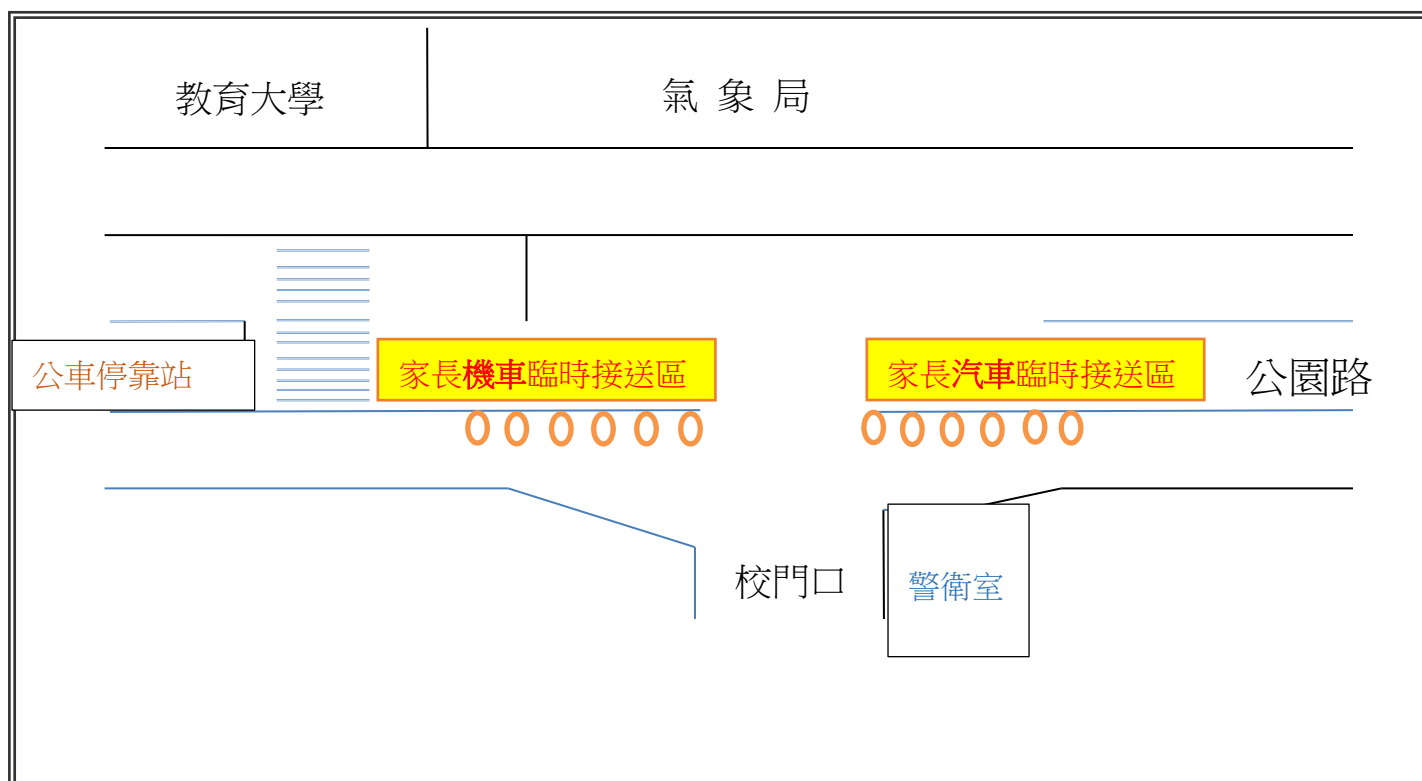 教育大學
氣象局
公車停靠站
家長機車臨時接送區
家長汽車臨時接送區
公園路
校門口
警衛室